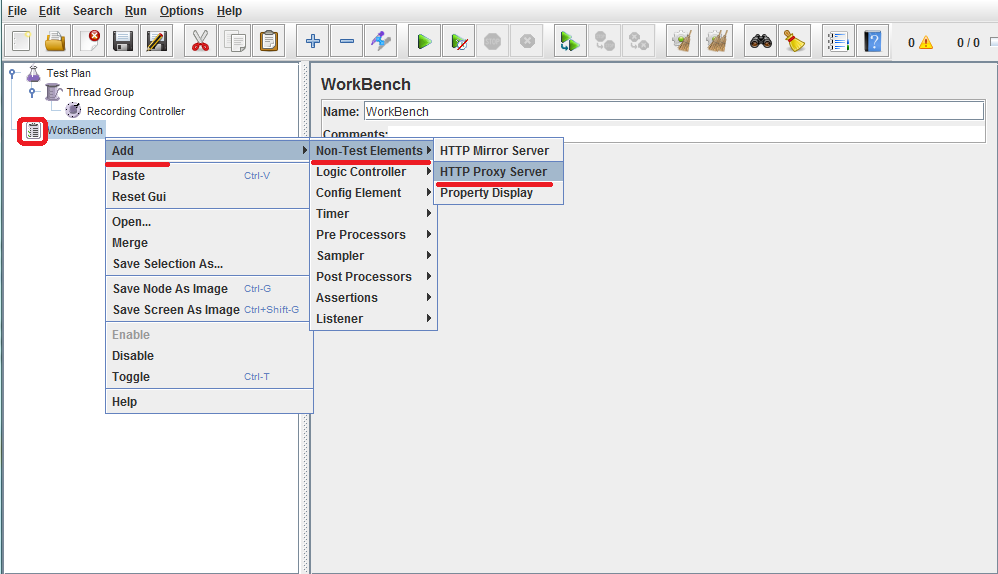 File Edit Search Run Options Help
0 0 / 0
Test Plan
Thread Group
Recording Controller
WorkBench
WorkBench
Name: WorkBench
Comments:
Add
Paste Ctrl-V
Reset Gui
Open...
Merge
Save Selection As...
Save Node As Image Ctrl-G
Save Screen As Image Ctrl+Shift-G
Enable
Disable
Toggle Ctrl-T
Help
Non-Test Elements
Logic Controller
Config Element
Timer
Pre Processors
Sampler
Post Processors
Assertions
Listener
HTTP Mirror Server
HTTP Proxy Server
Property Display